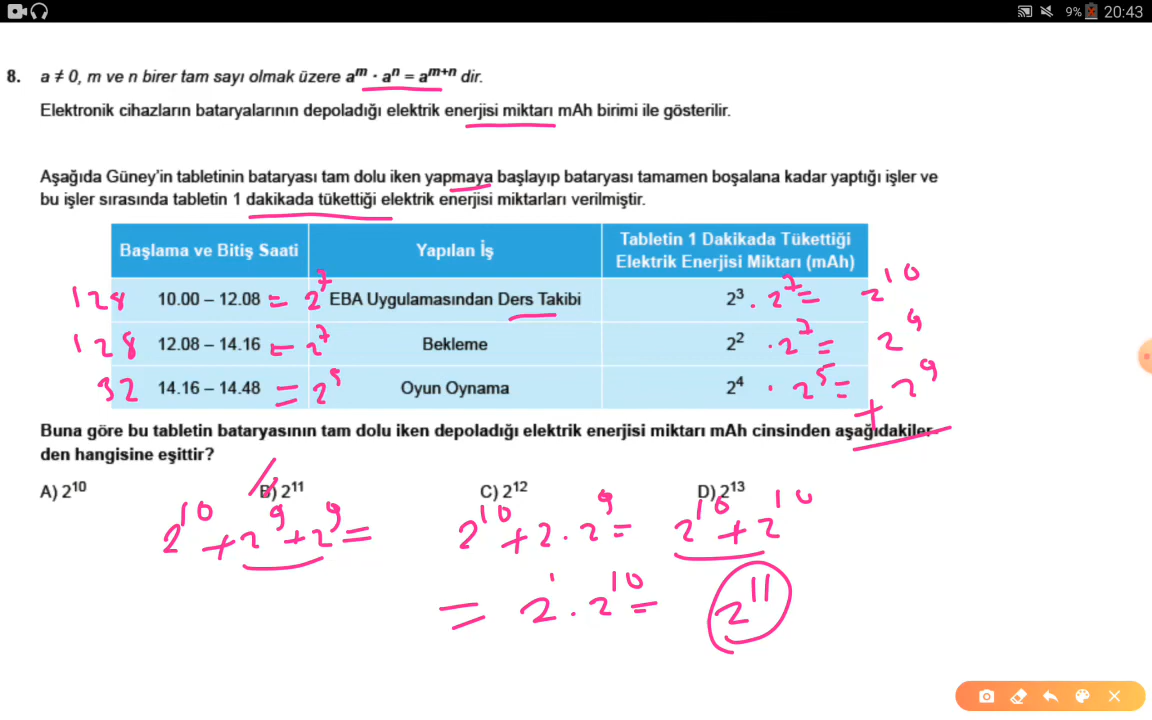 9% 20:43
8. a ≠ 0, m ve n birer tam sayı olmak üzere aᵐ · aⁿ = aᵐ⁺ⁿ dir.
Elektronik cihazların bataryalarının depoladığı elektrik enerjisi miktarı mAh birimi ile gösterilir.
Aşağıda Güney'in tabletinin bataryası tam dolu iken yapmaya başlayıp bataryası tamamen boşalana kadar yaptığı işler ve
bu işler sırasında tabletin 1 dakikada tükettiği elektrik enerjisi miktarları verilmiştir.
Başlama ve Bitiş Saati Yapılan İş Tabletin 1 Dakikada Tükettiği
Elektrik Enerjisi Miktarı (mAh)
128 10.00 – 12.08 = 2⁷ EBA Uygulamasından Ders Takibi 2³ · 2⁷ = 2¹⁰
128 12.08 – 14.16 = 2⁷ Bekleme 2² · 2⁷ = 2⁹
32 14.16 – 14.48 = 2⁵ Oyun Oynama 2⁴ · 2⁵ = 2⁹
+
Buna göre bu tabletin bataryasının tam dolu iken depoladığı elektrik enerjisi miktarı mAh cinsinden aşağıdakiler-
den hangisine eşittir?
A) 2¹⁰ B) 2¹¹ C) 2¹² D) 2¹³
2¹⁰ + 2⁹ + 2⁹ = 2¹⁰ + 2 · 2⁹ = 2¹⁰ + 2¹⁰
= 2¹ · 2¹⁰ = 2¹¹